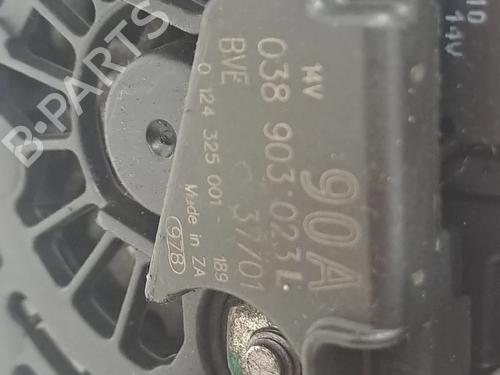 14V 90A
038 903 023 L
BVE 37/01
0 124 325 001
189
Made in ZA
978
14V
B-PARTS